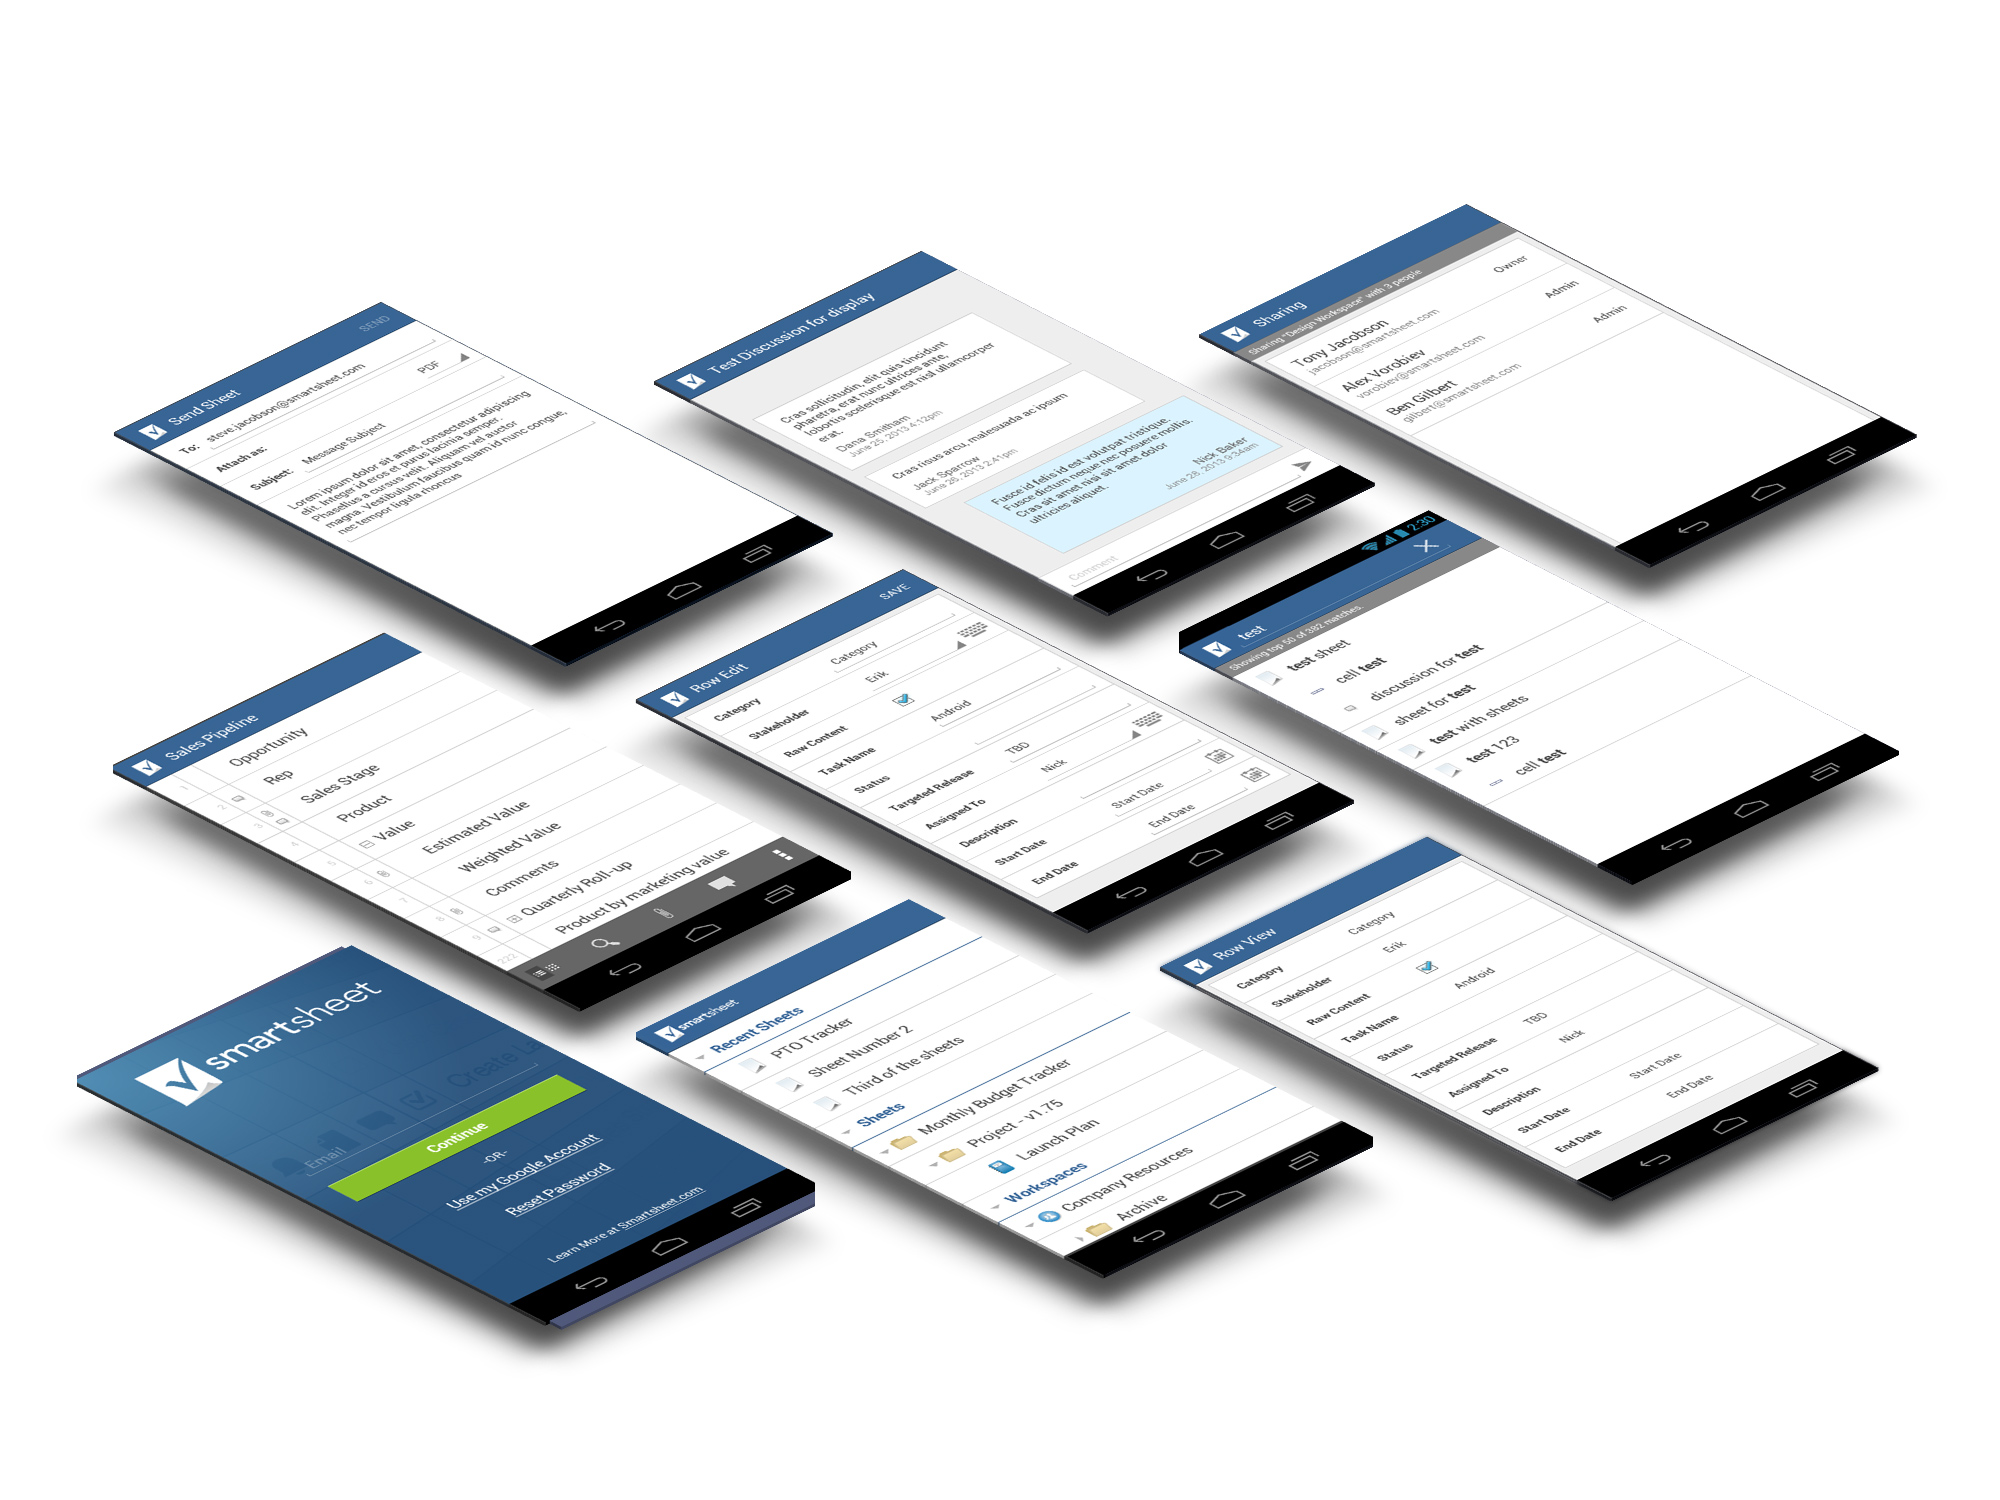 Send Sheet
SEND
To: steve.jacobson@smartsheet.com
Attach as: PDF
Subject: Message Subject
Lorem ipsum dolor sit amet, consectetur adipiscing
elit. Integer id eros et purus lacinia semper.
Phasellus a cursus velit. Aliquam vel auctor
magna. Vestibulum faucibus quam id nunc congue,
nec tempor ligula rhoncus
Test Discussion for display
Cras sollicitudin, elit quis tincidunt
pharetra, erat nunc ultrices ante,
lobortis scelerisque est nisl ullamcorper
erat.
Dana Smitham
June 25, 2013 4:12pm
Cras risus arcu, malesuada ac ipsum
Jack Sparrow
June 26, 2013 2:41pm
Fusce id felis id est volutpat tristique.
Fusce dictum neque nec posuere mollis.
Cras sit amet nisi sit amet dolor
ultricies aliquet.
Nick Baker
June 28, 2013 9:34am
Comment
Sharing
Sharing "Design Workspace" with 3 people
Tony Jacobson Owner
jacobson@smartsheet.com
Alex Vorobiev Admin
vorobiev@smartsheet.com
Ben Gilbert Admin
gilbert@smartsheet.com
Sales Pipeline
1 Opportunity
2 Rep
3 Sales Stage
4 Product
5 Value
6 Estimated Value
7 Weighted Value
8 Comments
9 Quarterly Roll-up
222 Product by marketing value
Row Edit
SAVE
Category Category
Stakeholder Erik
Raw Content
Task Name Android
Status
Targeted Release TBD
Assigned To Nick
Description
Start Date Start Date
End Date End Date
2:30
test
Showing top 50 of 382 matches.
test sheet
cell test
discussion for test
sheet for test
test with sheets
test 123
cell test
smartsheet
Create La
Email
Continue
-OR-
Use my Google Account
Reset Password
Learn More at Smartsheet.com
smartsheet
Recent Sheets
PTO Tracker
Sheet Number 2
Third of the sheets
Sheets
Monthly Budget Tracker
Project - v1.75
Launch Plan
Workspaces
Company Resources
Archive
Row View
Category Category
Stakeholder Erik
Raw Content
Task Name Android
Status
Targeted Release TBD
Assigned To Nick
Description
Start Date Start Date
End Date End Date